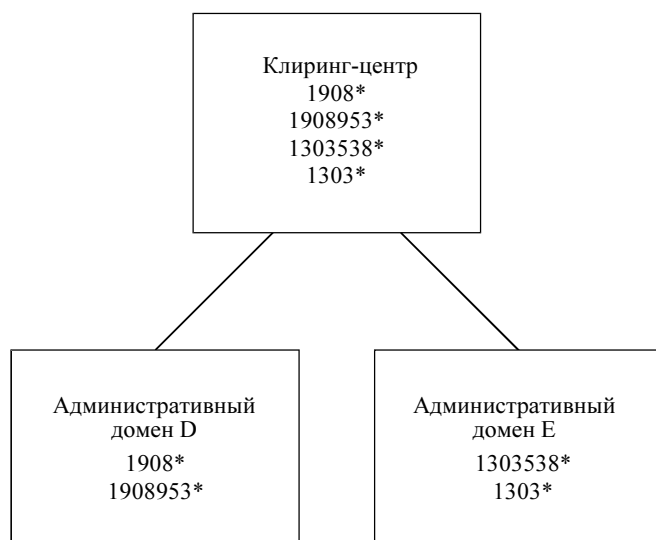 Клиринг-центр
1908*
1908953*
1303538*
1303*
Административный
домен D
1908*
1908953*
Административный
домен E
1303538*
1303*